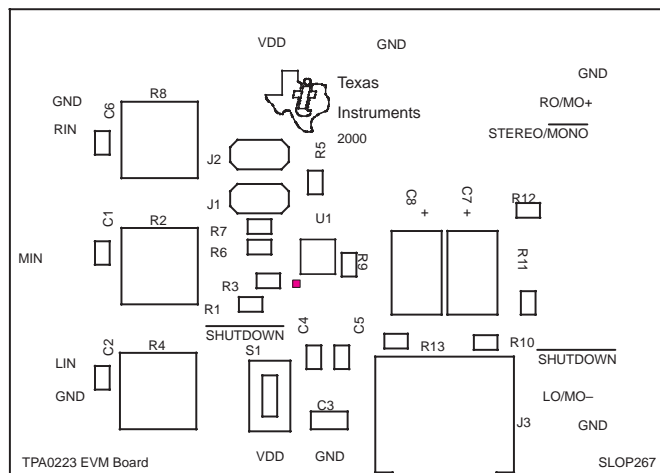 VDD
GND
Texas
Instruments
2000
GND
RO/MO+
STEREO/MONO
GND
RIN
C6
R8
J2
R5
J1
U1
C8
+
C7
+
R12
C1
R2
R7
R6
MIN
R9
R11
R3
R1
SHUTDOWN
C4
C5
S1
R13
R10
SHUTDOWN
C2
R4
LIN
GND
C3
LO/MO–
J3
GND
TPA0223 EVM Board
VDD
GND
SLOP267